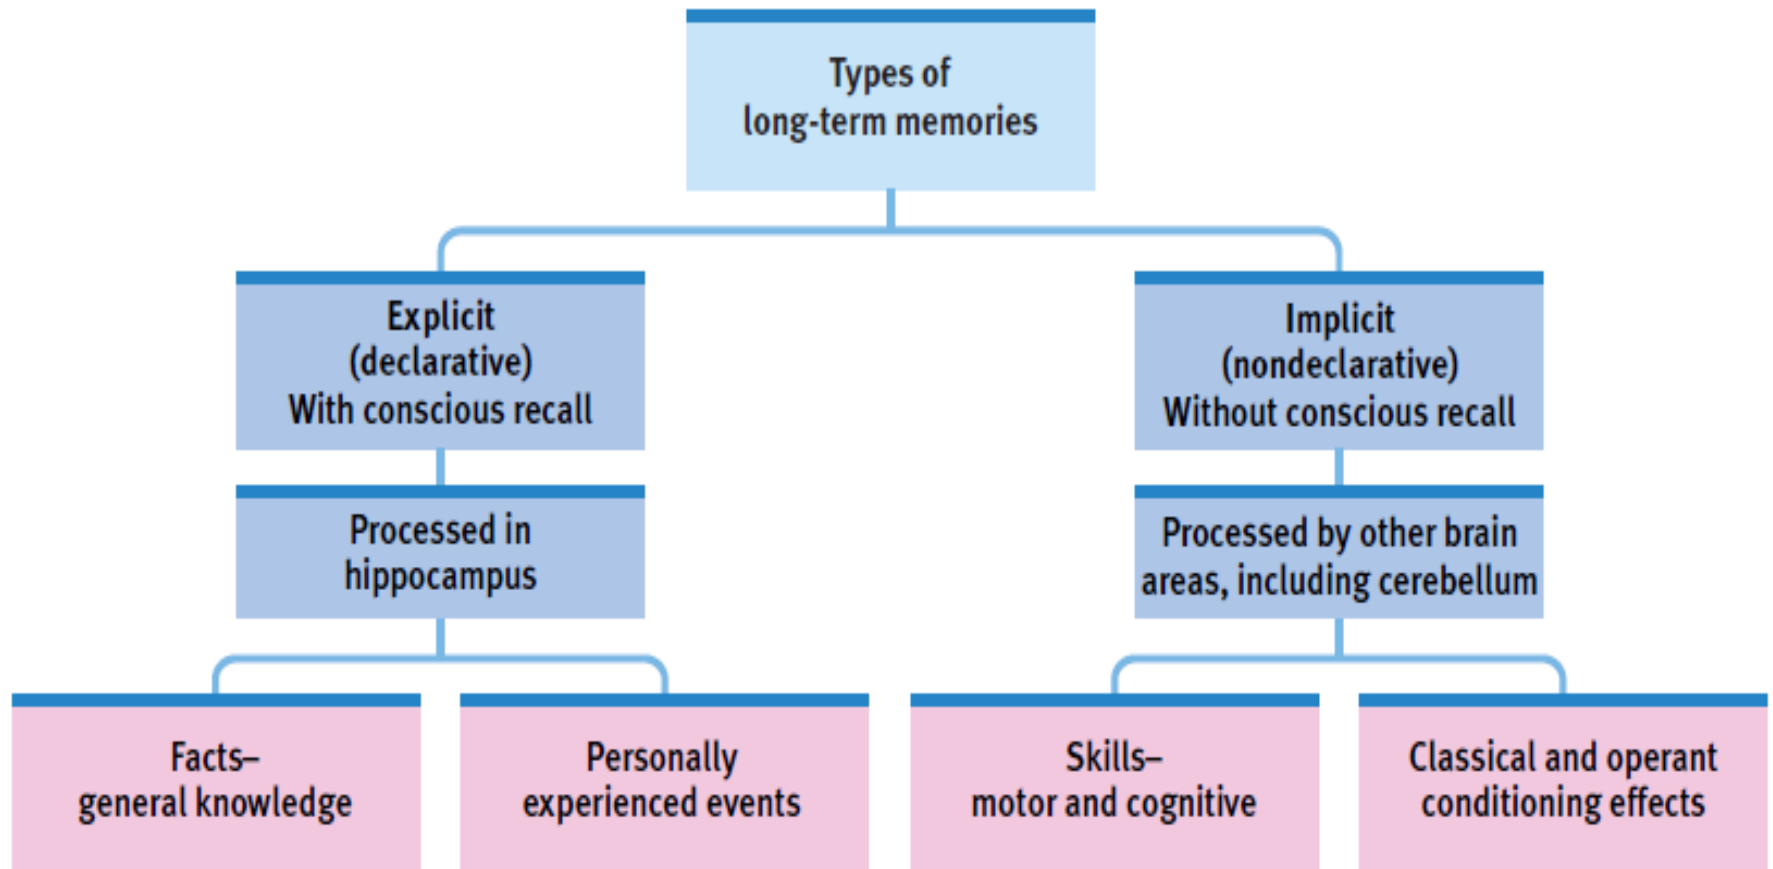 Types of
long-term memories
Explicit
(declarative)
With conscious recall
Implicit
(nondeclarative)
Without conscious recall
Processed in
hippocampus
Processed by other brain
areas, including cerebellum
Facts–
general knowledge
Personally
experienced events
Skills–
motor and cognitive
Classical and operant
conditioning effects